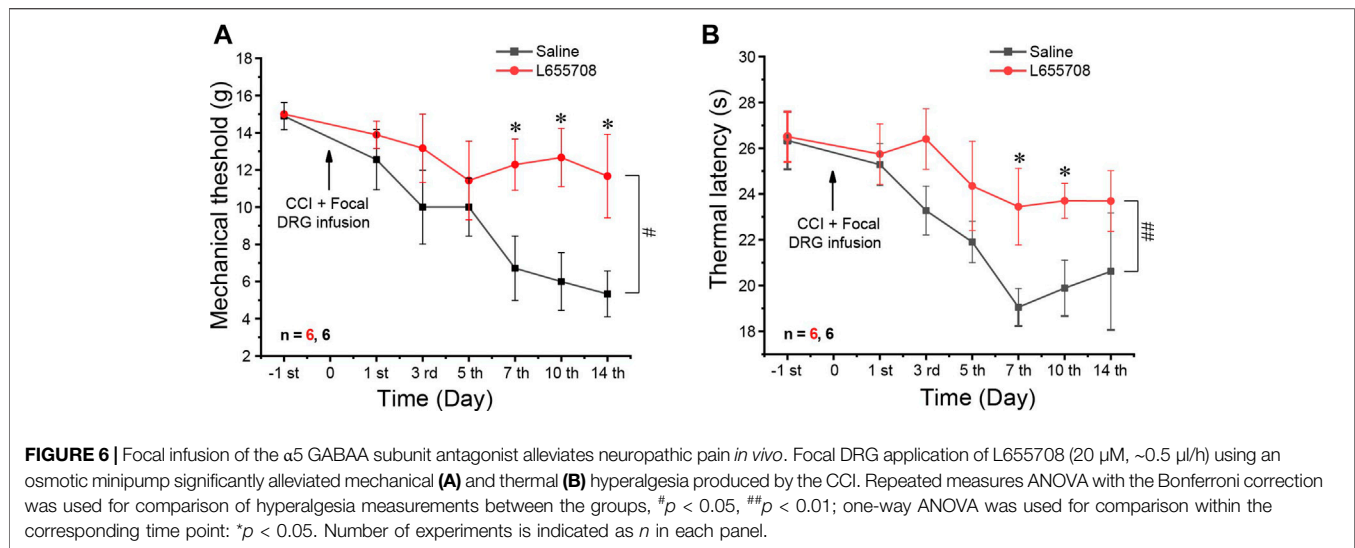 A
Saline
L655708
Mechanical theshold (g)
18
16
14
12
10
8
6
4
2
* * *
CCI + Focal
DRG infusion
#
n = 6, 6
-1 st 0 1 st 3 rd 5 th 7 th 10 th 14 th
Time (Day)
B
Saline
L655708
Thermal latency (s)
30
28
26
24
22
20
18
* *
CCI + Focal
DRG infusion
##
n = 6, 6
-1 st 0 1 st 3 rd 5 th 7 th 10 th 14 th
Time (Day)
FIGURE 6 | Focal infusion of the α5 GABAA subunit antagonist alleviates neuropathic pain in vivo. Focal DRG application of L655708 (20 μM, ~0.5 μl/h) using an
osmotic minipump significantly alleviated mechanical (A) and thermal (B) hyperalgesia produced by the CCI. Repeated measures ANOVA with the Bonferroni correction
was used for comparison of hyperalgesia measurements between the groups, #p < 0.05, ##p < 0.01; one-way ANOVA was used for comparison within the
corresponding time point: *p < 0.05. Number of experiments is indicated as n in each panel.